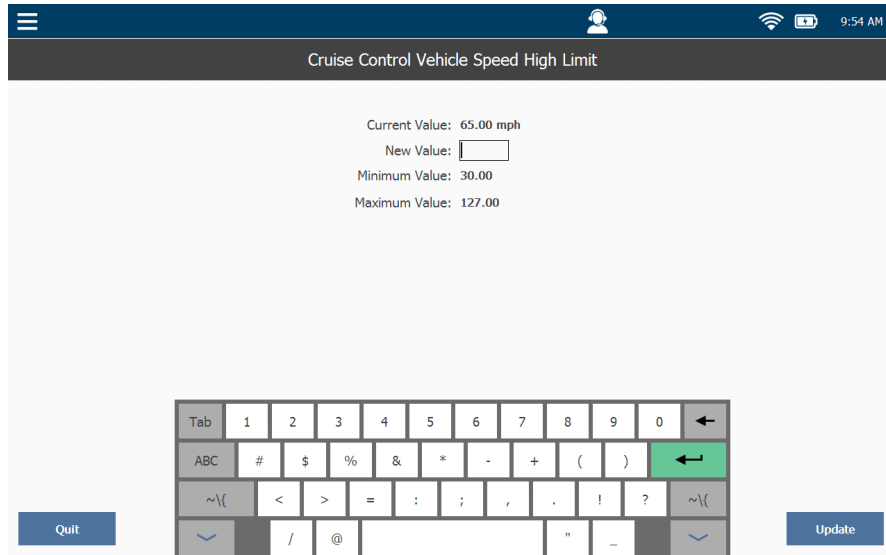 9:54 AM
Cruise Control Vehicle Speed High Limit
Current Value: 65.00 mph
New Value:
Minimum Value: 30.00
Maximum Value: 127.00
Tab 1 2 3 4 5 6 7 8 9 0
ABC # $ % & * - + ( )
~\{ < > = : ; , . ! ? ~\{
Quit / @ " _ Update